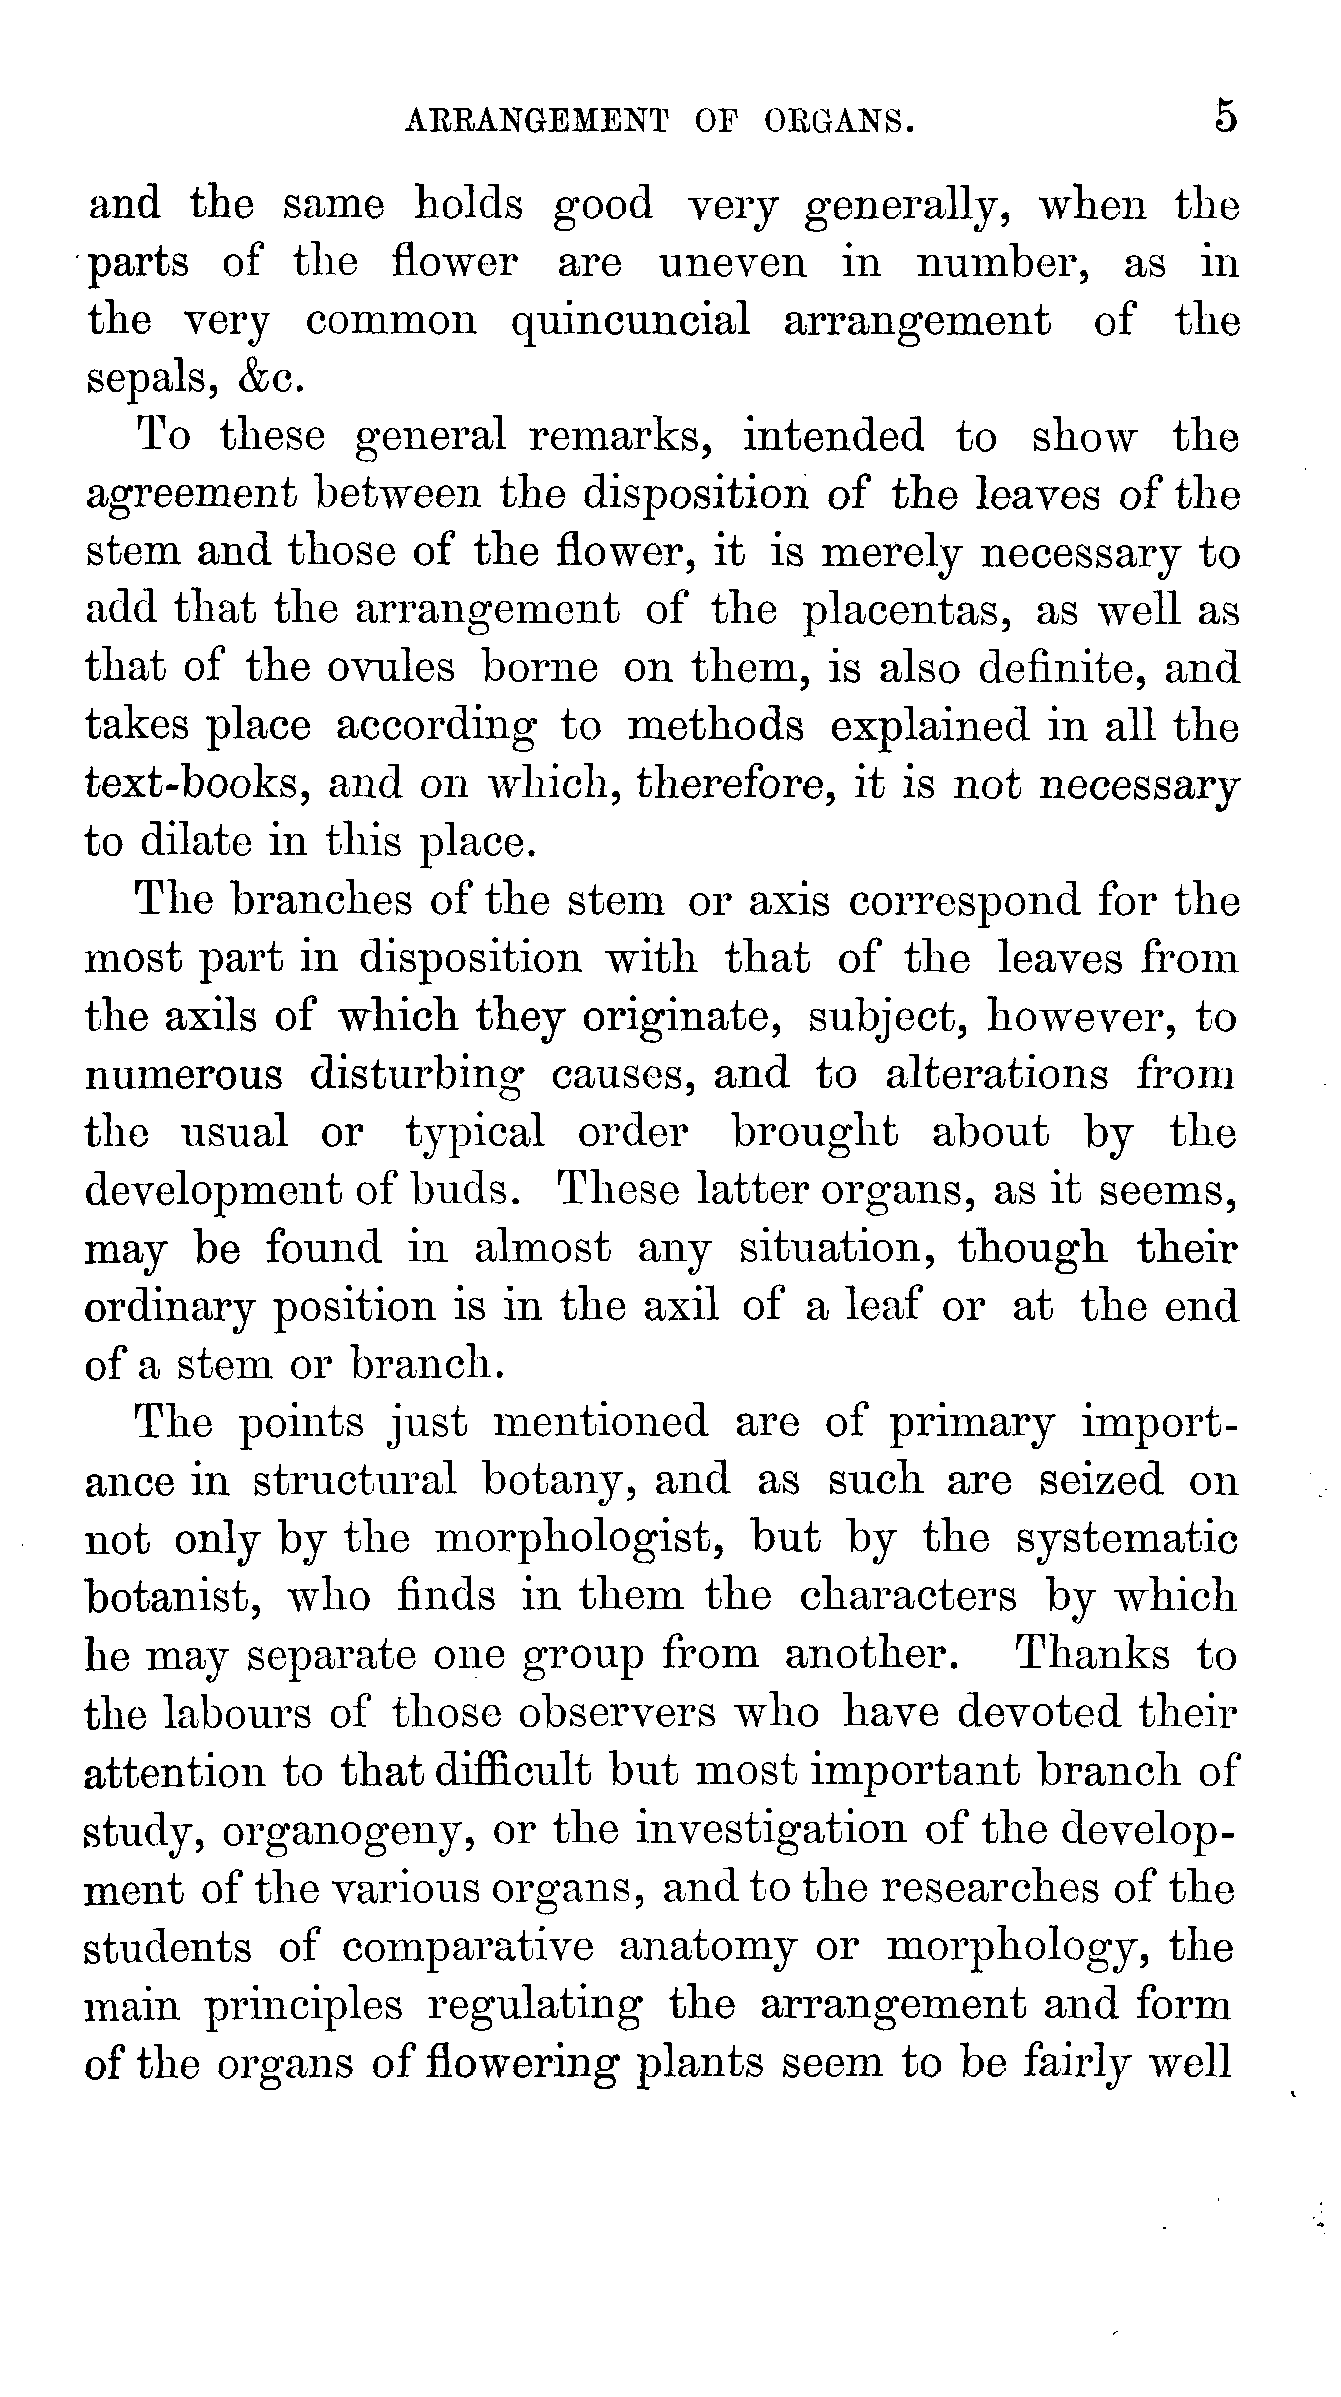 ARRANGEMENT OF ORGANS. 5
and the same holds good very generally, when the
parts of the flower are uneven in number, as in
the very common quincuncial arrangement of the
sepals, &c.
To these general remarks, intended to show the
agreement between the disposition of the leaves of the
stem and those of the flower, it is merely necessary to
add that the arrangement of the placentas, as well as
that of the ovules borne on them, is also definite, and
takes place according to methods explained in all the
text-books, and on which, therefore, it is not necessary
to dilate in this place.
The branches of the stem or axis correspond for the
most part in disposition with that of the leaves from
the axils of which they originate, subject, however, to
numerous disturbing causes, and to alterations from
the usual or typical order brought about by the
development of buds. These latter organs, as it seems,
may be found in almost any situation, though their
ordinary position is in the axil of a leaf or at the end
of a stem or branch.
The points just mentioned are of primary import-
ance in structural botany, and as such are seized on
not only by the morphologist, but by the systematic
botanist, who finds in them the characters by which
he may separate one group from another. Thanks to
the labours of those observers who have devoted their
attention to that difficult but most important branch of
study, organogeny, or the investigation of the develop-
ment of the various organs, and to the researches of the
students of comparative anatomy or morphology, the
main principles regulating the arrangement and form
of the organs of flowering plants seem to be fairly well